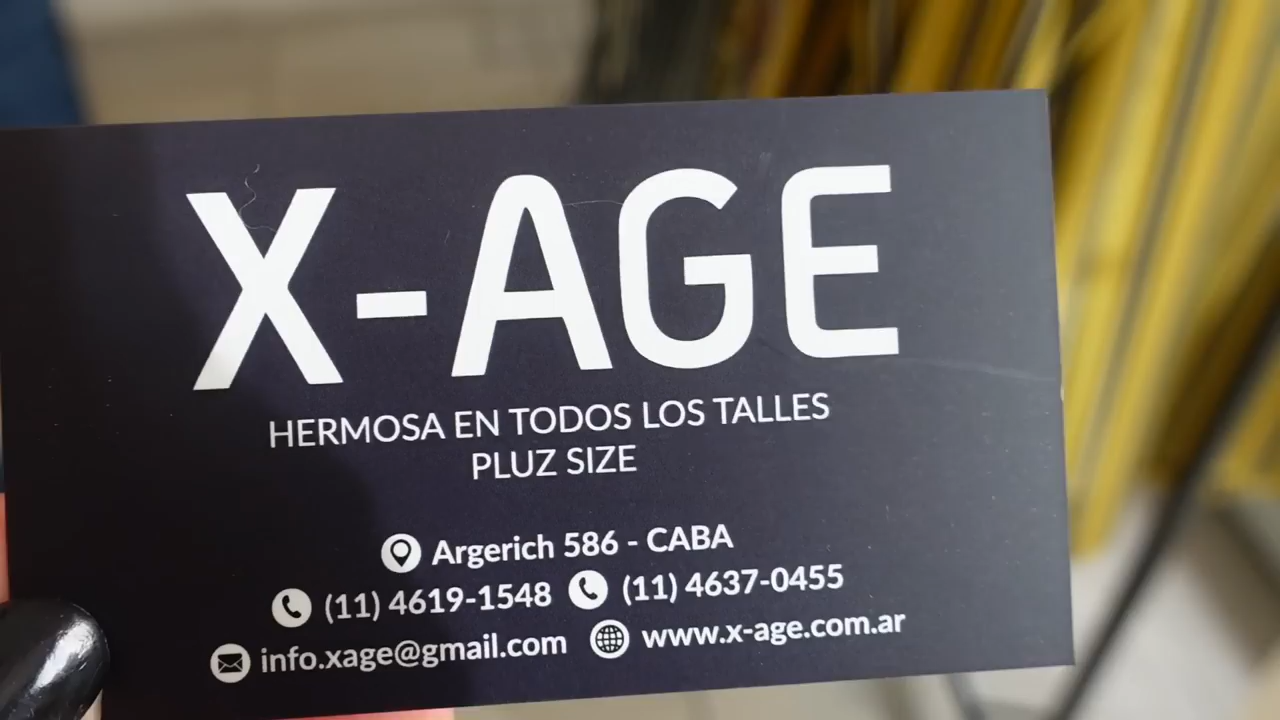 X-AGE
HERMOSA EN TODOS LOS TALLES
PLUZ SIZE
Argerich 586 - CABA
(11) 4619-1548 (11) 4637-0455
info.xage@gmail.com www.x-age.com.ar